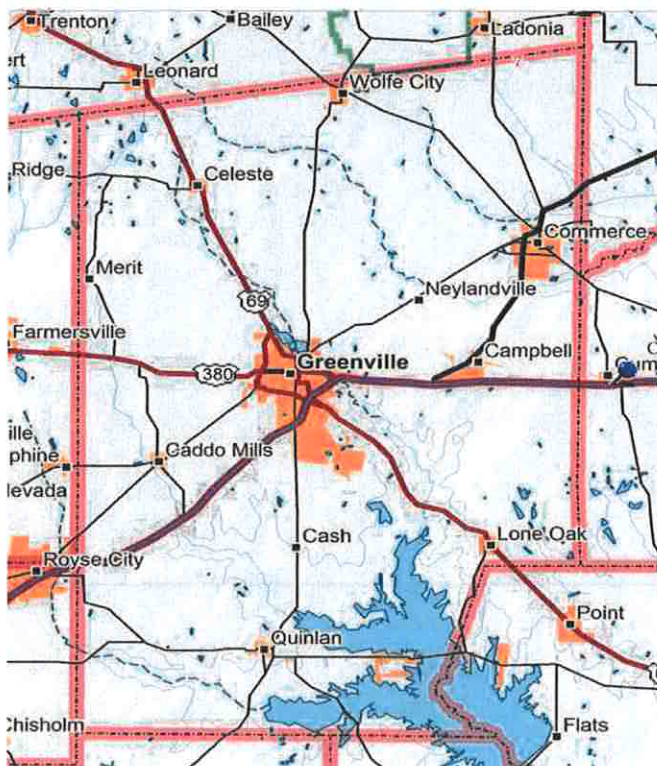 Trenton
Bailey
Ladonia
Leonard
Wolfe City
Ridge
Celeste
Commerce
Merit
Neylandville
69
Farmersville
Campbell
Greenville
380
Caddo Mills
Nevada
Cash
Lone Oak
Royse City
Point
Quinlan
Chisholm
Flats